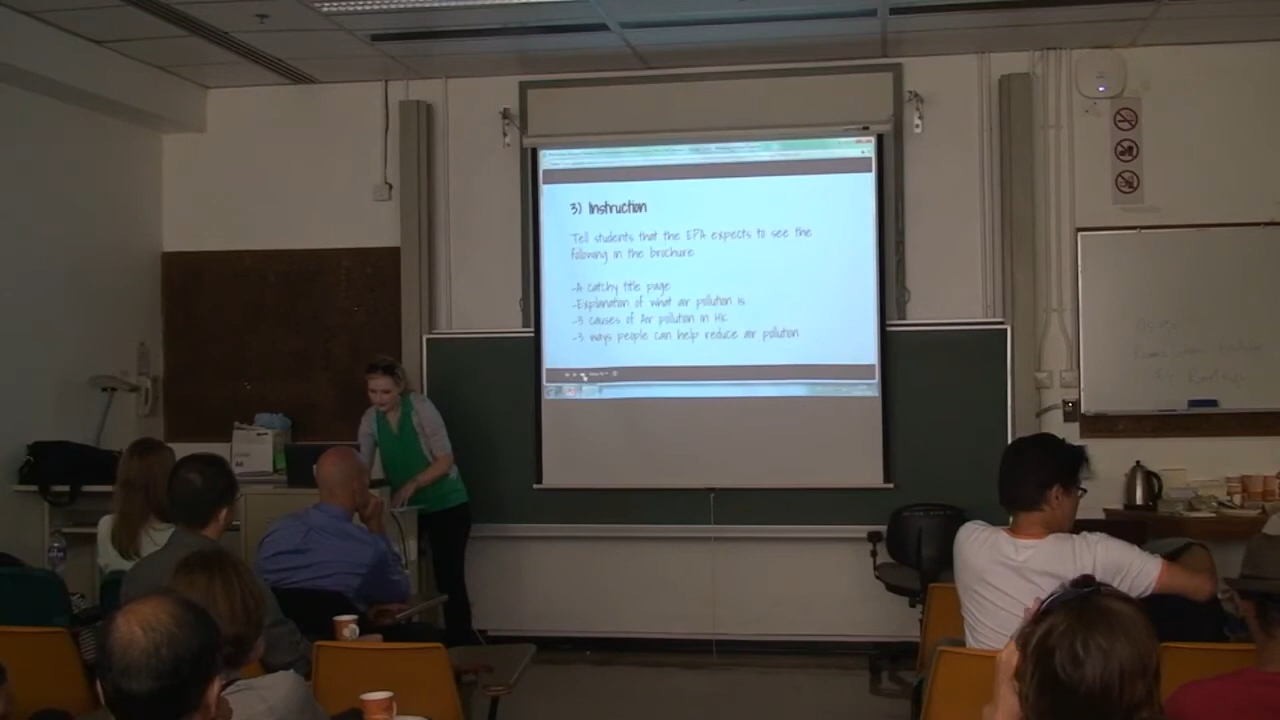 3) Instruction
Tell students that the EPA expects to see the
following in the brochure
-A catchy title page
-Explanation of what air pollution is
-3 causes of Air pollution in HK
-3 ways people can help reduce air pollution